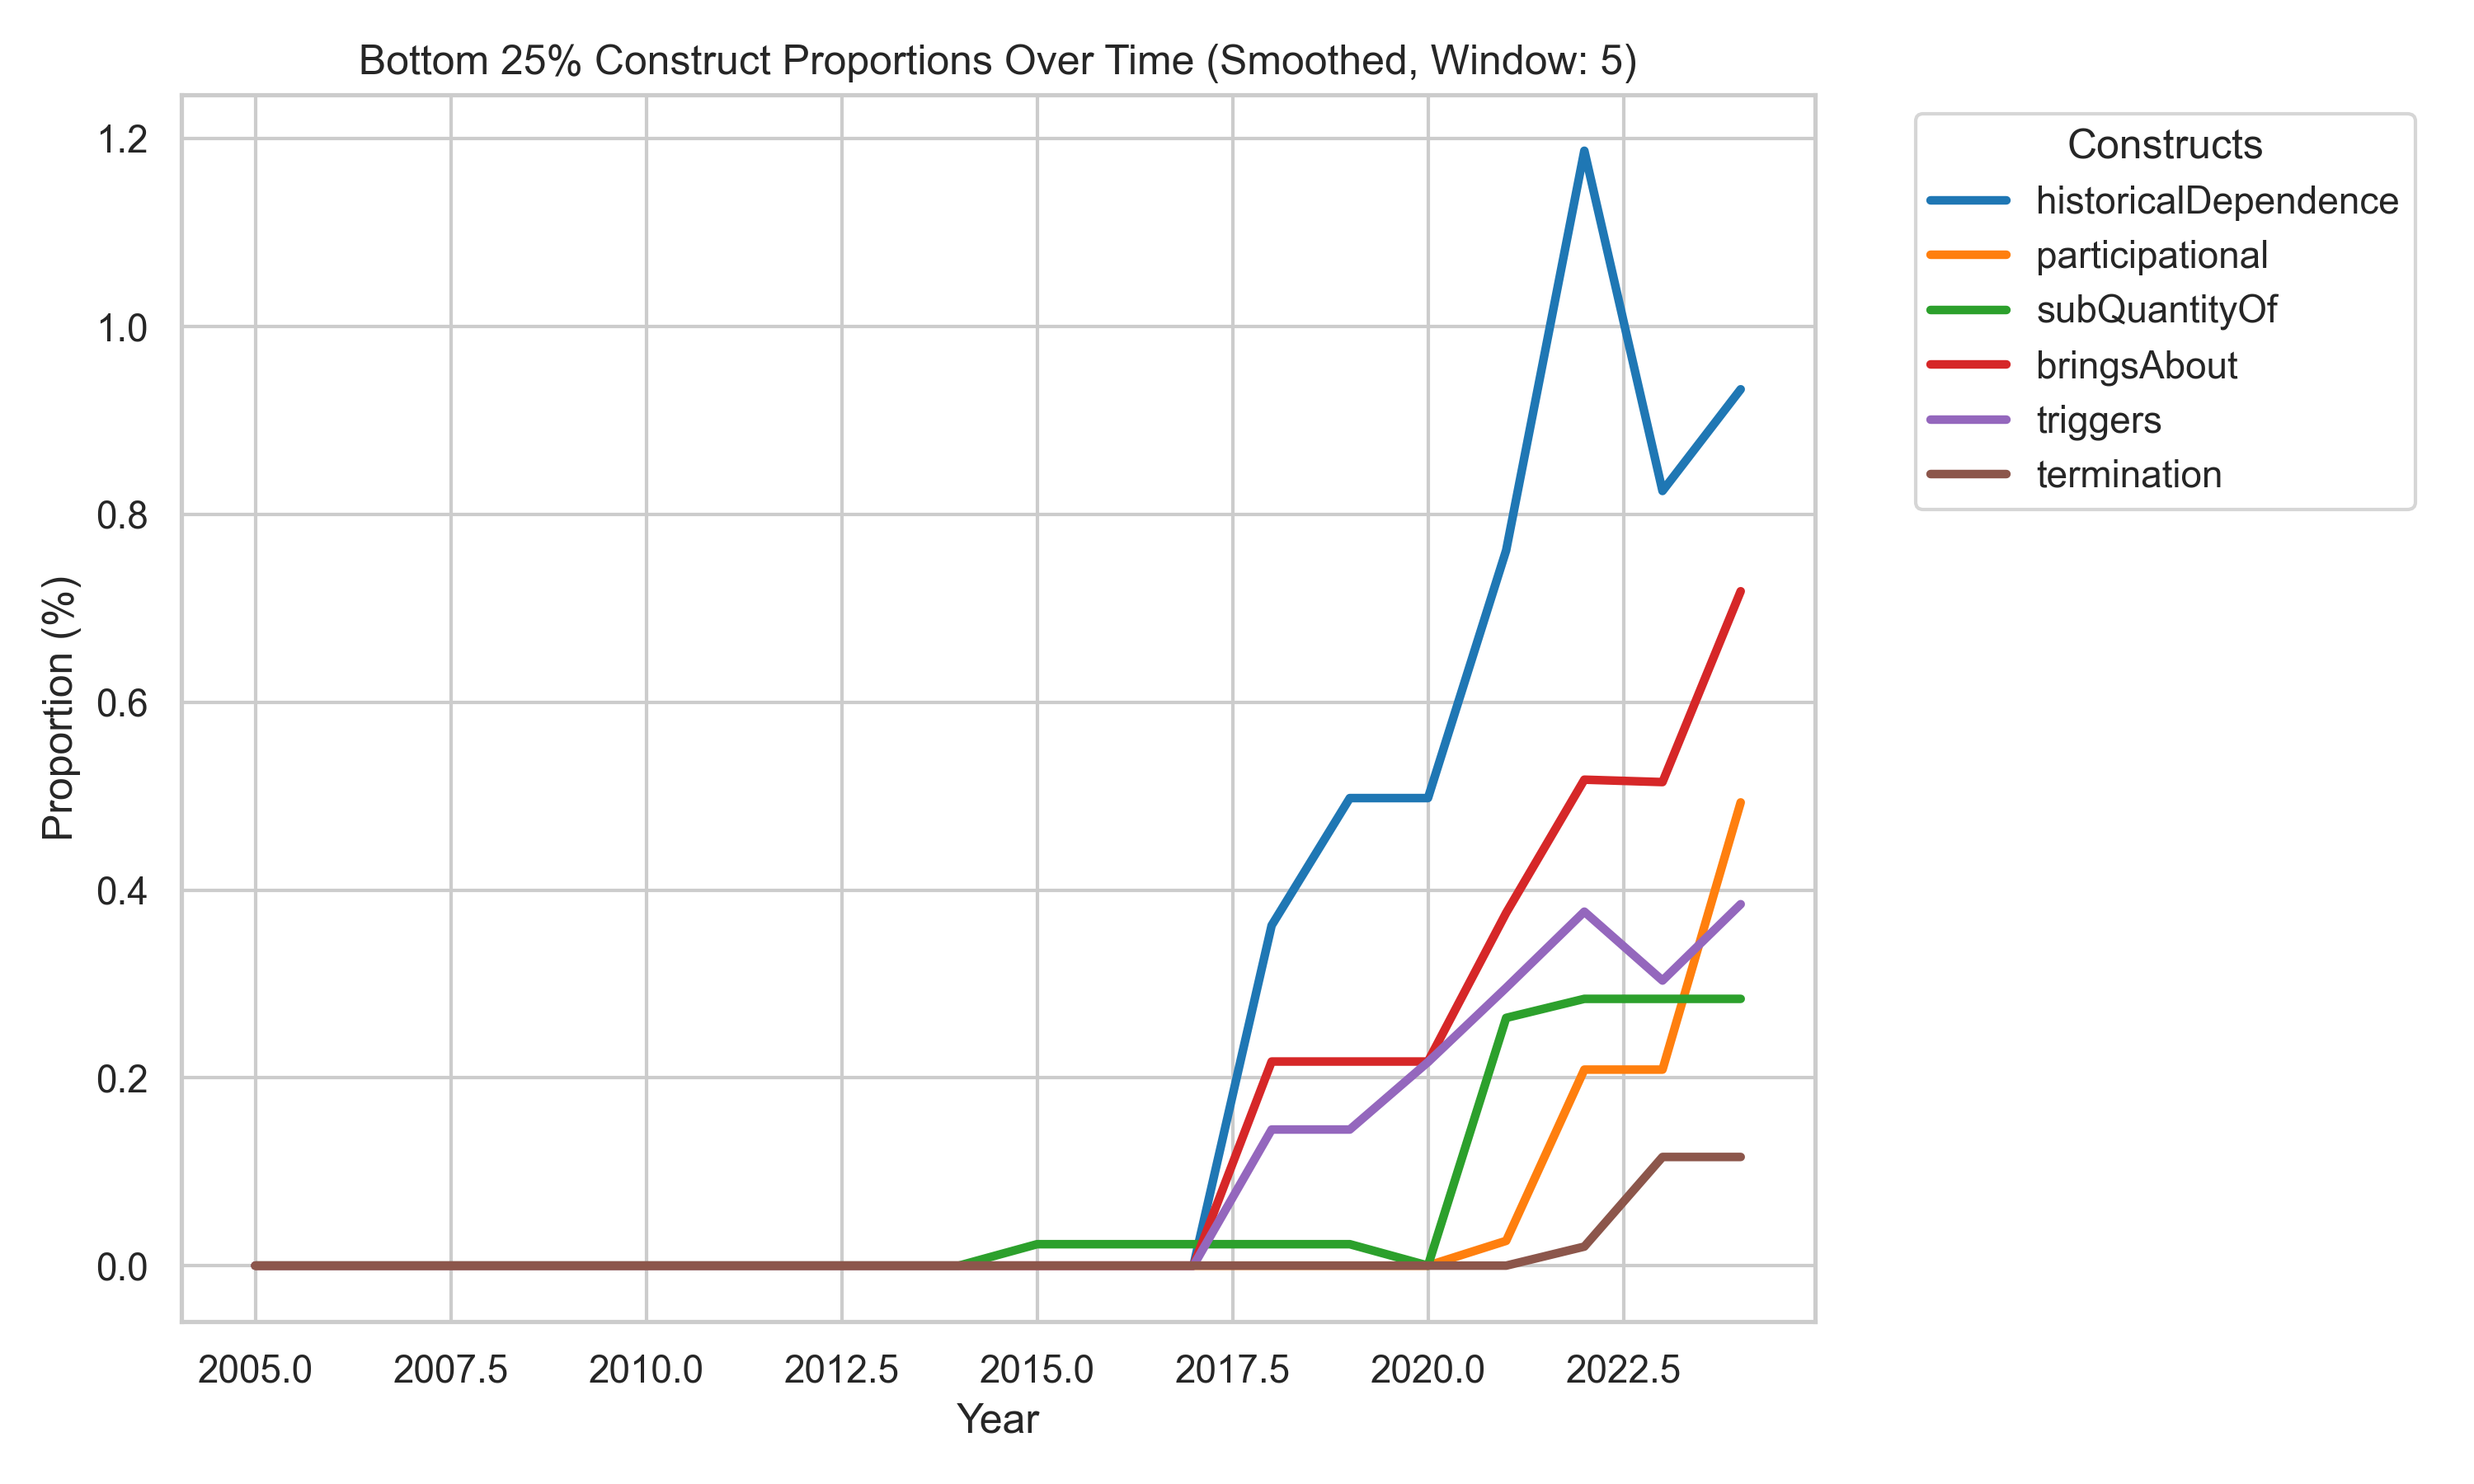 Bottom 25% Construct Proportions Over Time (Smoothed, Window: 5)
Proportion (%)
1.2
1.0
0.8
0.6
0.4
0.2
0.0
2005.0 2007.5 2010.0 2012.5 2015.0 2017.5 2020.0 2022.5
Year
Constructs
historicalDependence
participational
subQuantityOf
bringsAbout
triggers
termination